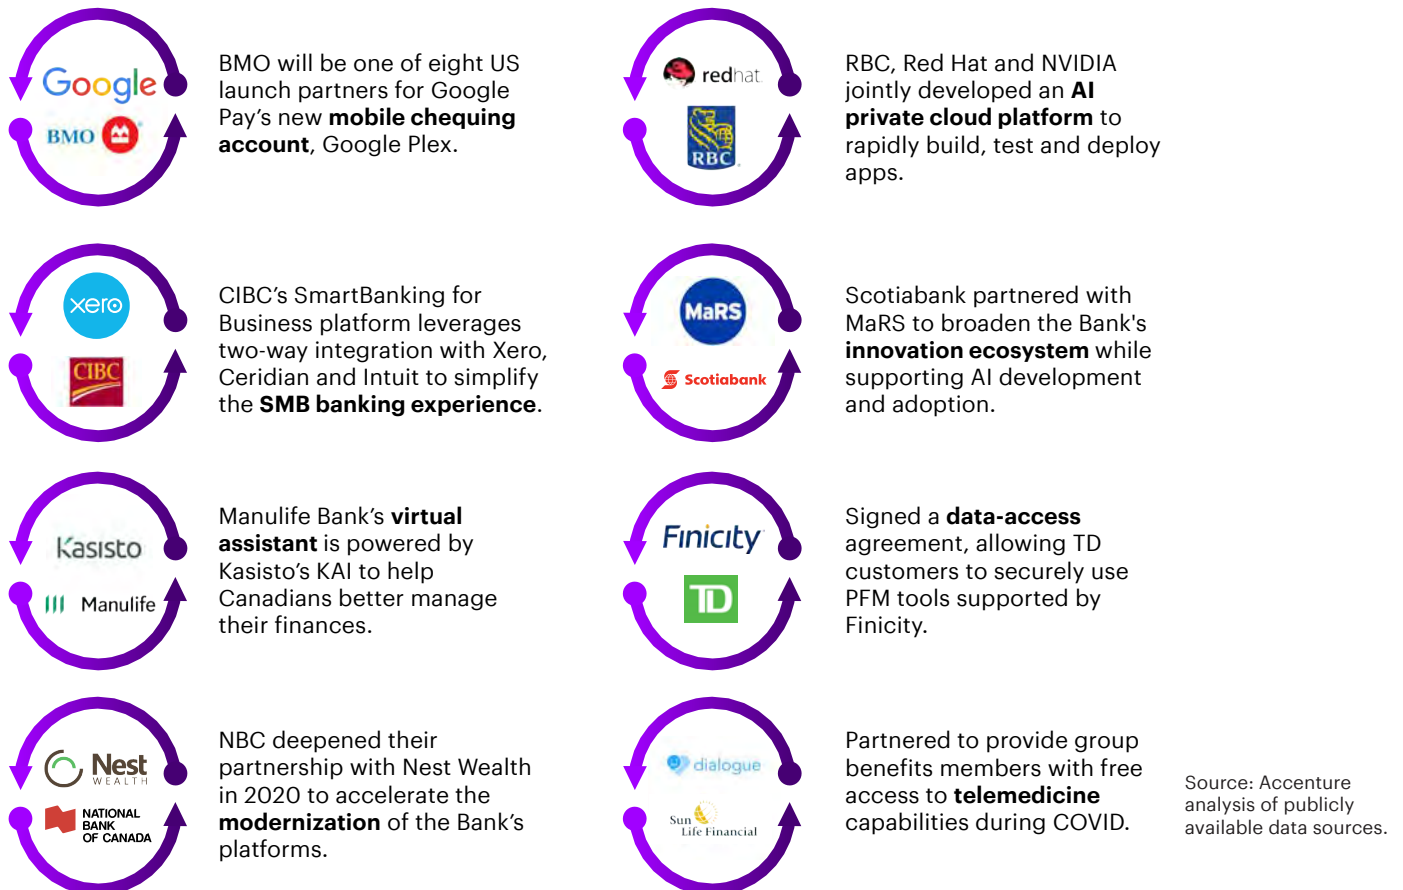 Google
BMO
BMO will be one of eight US
launch partners for Google
Pay’s new mobile chequing
account, Google Plex.
redhat.
RBC
RBC, Red Hat and NVIDIA
jointly developed an AI
private cloud platform to
rapidly build, test and deploy
apps.
xero
CIBC
CIBC’s SmartBanking for
Business platform leverages
two-way integration with Xero,
Ceridian and Intuit to simplify
the SMB banking experience.
MaRS
Scotiabank
Scotiabank partnered with
MaRS to broaden the Bank's
innovation ecosystem while
supporting AI development
and adoption.
Kasisto
Manulife
Manulife Bank’s virtual
assistant is powered by
Kasisto’s KAI to help
Canadians better manage
their finances.
Finicity
TD
Signed a data-access
agreement, allowing TD
customers to securely use
PFM tools supported by
Finicity.
Nest
WEALTH
NATIONAL
BANK
OF CANADA
NBC deepened their
partnership with Nest Wealth
in 2020 to accelerate the
modernization of the Bank’s
platforms.
dialogue
Sun
Life Financial
Partnered to provide group
benefits members with free
access to telemedicine
capabilities during COVID.
Source: Accenture
analysis of publicly
available data sources.